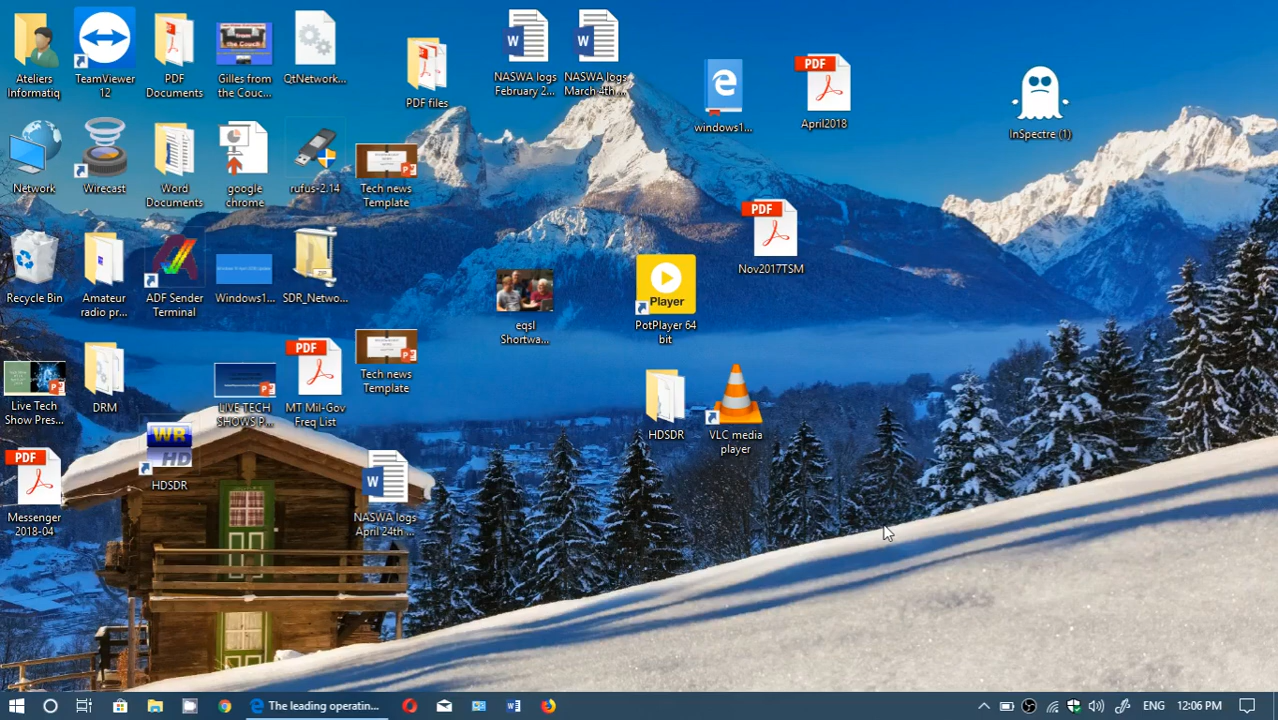 Ateliers
Informatiq
TeamViewer
12
PDF
Documents
Gilles from
the Couc...
QtNetwork...
PDF files
NASWA logs
February 2...
NASWA logs
March 4th...
windows1...
PDF
April2018
InSpectre (1)
Network
Wirecast
Word
Documents
google
chrome
rufus-2.14
Tech news
Template
PDF
Nov2017TSM
Recycle Bin
Amateur
radio pr...
ADF Sender
Terminal
Windows1...
SDR_Netwo...
eqsl
Shortwa...
Player
PotPlayer 64
bit
Live Tech
Show Pres...
DRM
LIVE TECH
SHOWS P...
PDF
MT Mil-Gov
Freq List
Tech news
Template
HDSDR
VLC media
player
PDF
Messenger
2018-04
WR
HD
HDSDR
NASWA logs
April 24th ...
The leading operatin...
ENG
12:06 PM